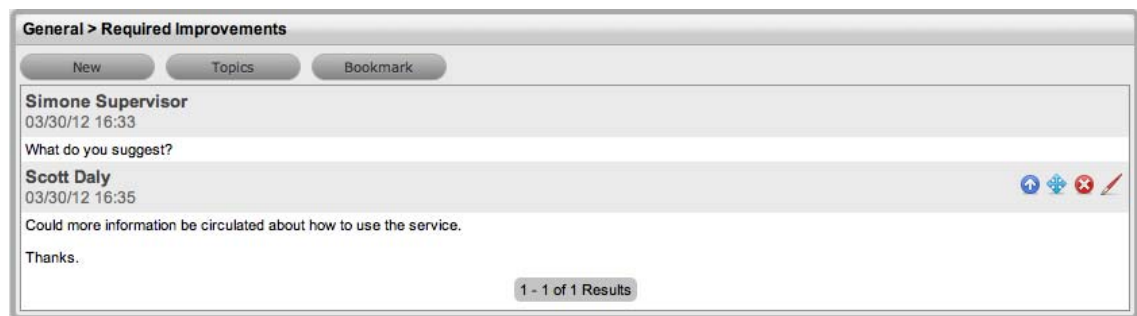 General > Required Improvements
New Topics Bookmark
Simone Supervisor
03/30/12 16:33
What do you suggest?
Scott Daly
03/30/12 16:35
Could more information be circulated about how to use the service.
Thanks.
1 - 1 of 1 Results